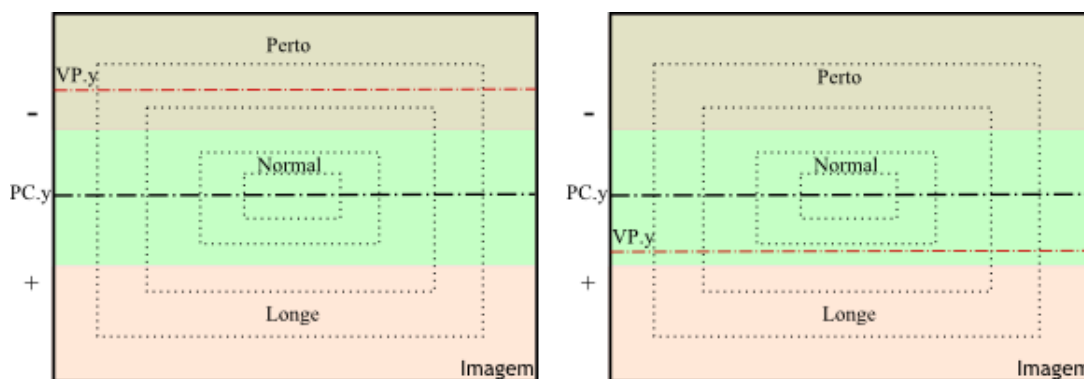 Perto
VP.y
-
Normal
PC.y
+
Longe
Imagem
Perto
-
Normal
PC.y
VP.y
+
Longe
Imagem